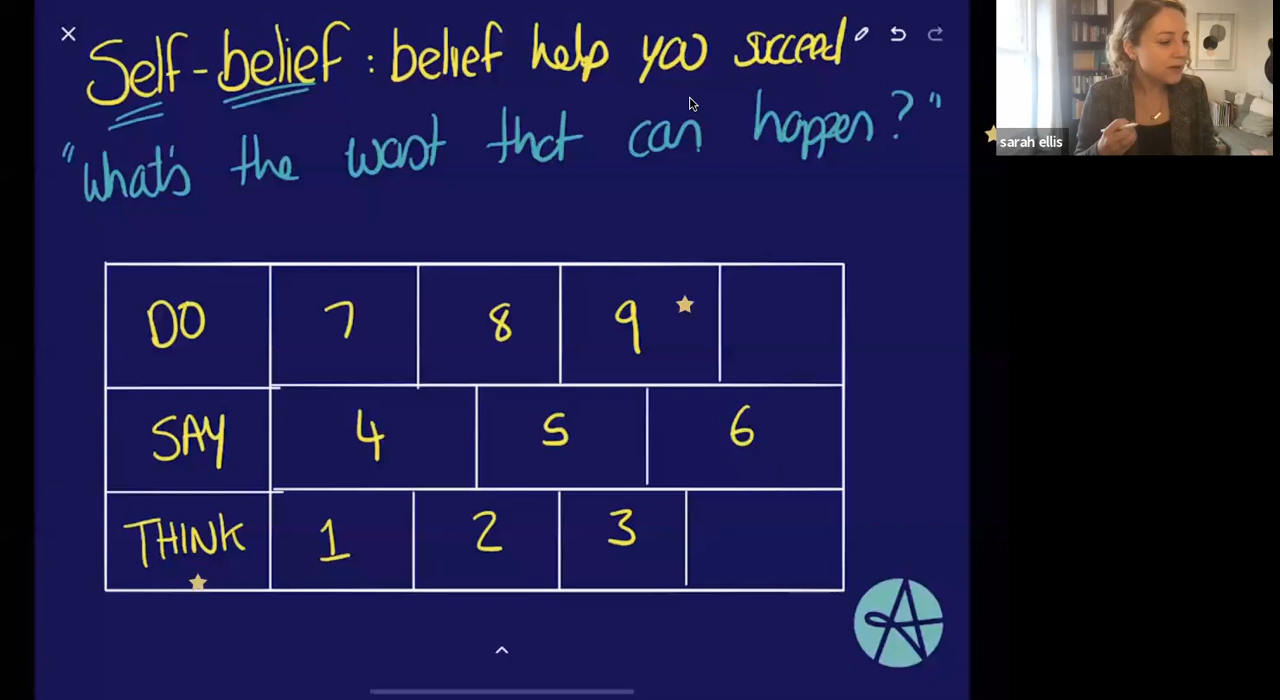 Self-belief : belief help you succeed
"what's the worst that can happen?"
sarah ellis
DO 7 8 9
SAY 4 5 6
THINK 1 2 3
A